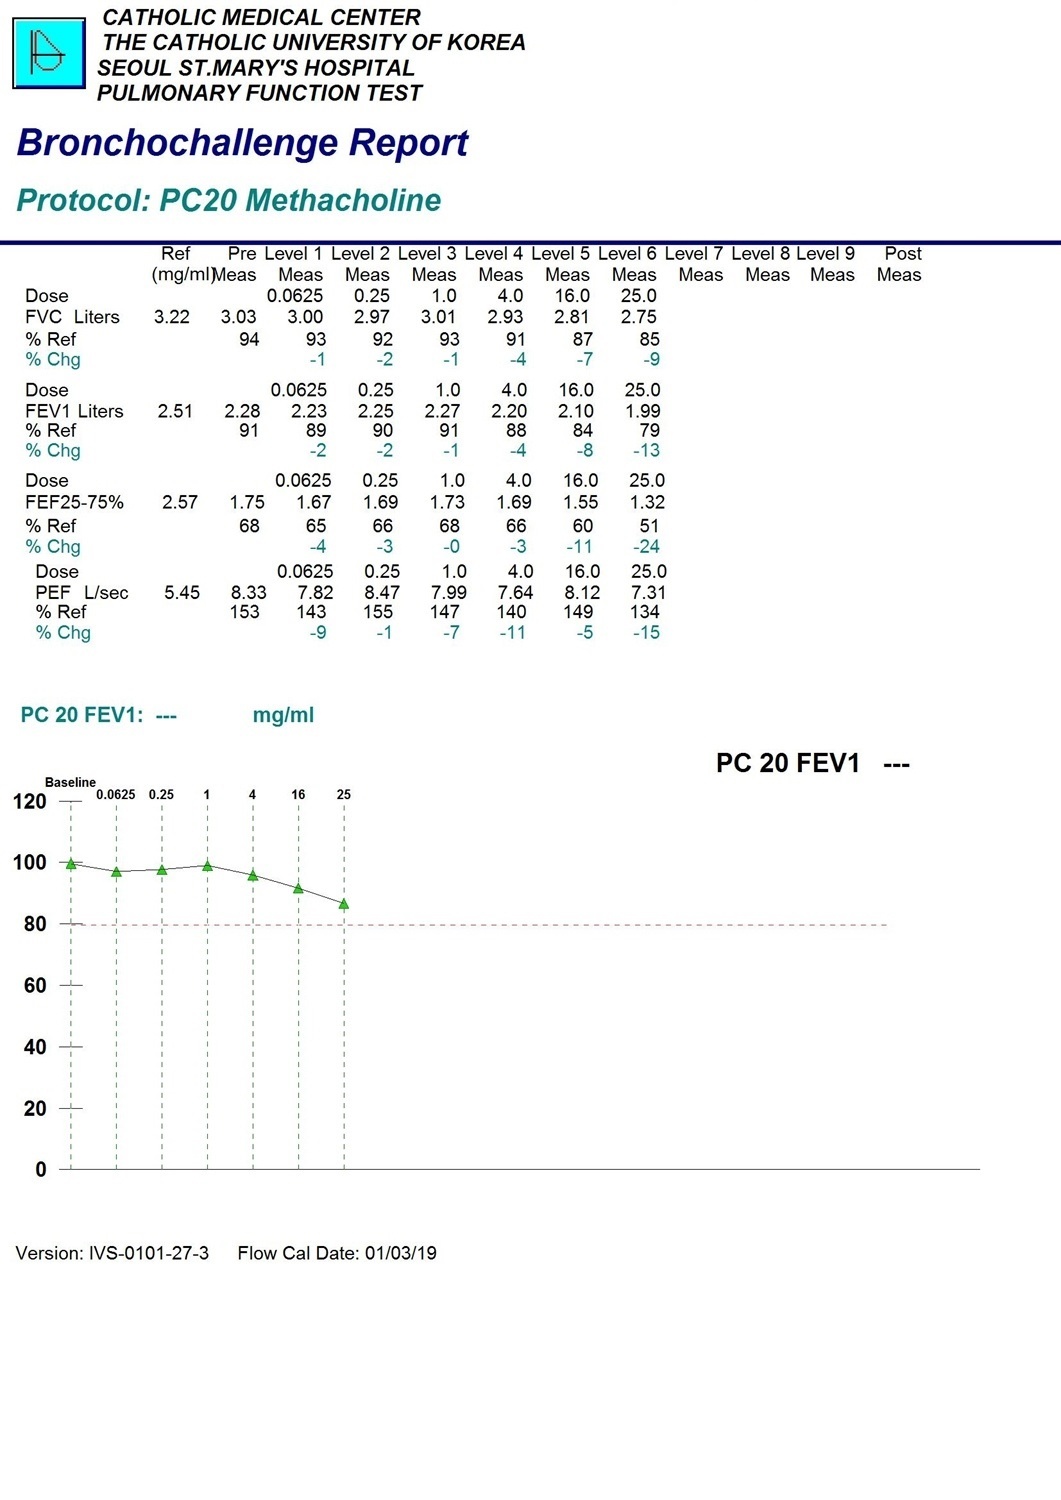 CATHOLIC MEDICAL CENTER
THE CATHOLIC UNIVERSITY OF KOREA
SEOUL ST.MARY'S HOSPITAL
PULMONARY FUNCTION TEST
Bronchochallenge Report
Protocol: PC20 Methacholine
Ref Pre Level 1 Level 2 Level 3 Level 4 Level 5 Level 6 Level 7 Level 8 Level 9 Post
(mg/ml) Meas Meas Meas Meas Meas Meas Meas Meas Meas Meas Meas
Dose 0.0625 0.25 1.0 4.0 16.0 25.0
FVC Liters 3.22 3.03 3.00 2.97 3.01 2.93 2.81 2.75
% Ref 94 93 92 93 91 87 85
% Chg -1 -2 -1 -4 -7 -9
Dose 0.0625 0.25 1.0 4.0 16.0 25.0
FEV1 Liters 2.51 2.28 2.23 2.25 2.27 2.20 2.10 1.99
% Ref 91 89 90 91 88 84 79
% Chg -2 -2 -1 -4 -8 -13
Dose 0.0625 0.25 1.0 4.0 16.0 25.0
FEF25-75% 2.57 1.75 1.67 1.69 1.73 1.69 1.55 1.32
% Ref 68 65 66 68 66 60 51
% Chg -4 -3 -0 -3 -11 -24
Dose 0.0625 0.25 1.0 4.0 16.0 25.0
PEF L/sec 5.45 8.33 7.82 8.47 7.99 7.64 8.12 7.31
% Ref 153 143 155 147 140 149 134
% Chg -9 -1 -7 -11 -5 -15
PC 20 FEV1: --- mg/ml
PC 20 FEV1 ---
Baseline 0.0625 0.25 1 4 16 25
120
100
80
60
40
20
0
Version: IVS-0101-27-3 Flow Cal Date: 01/03/19